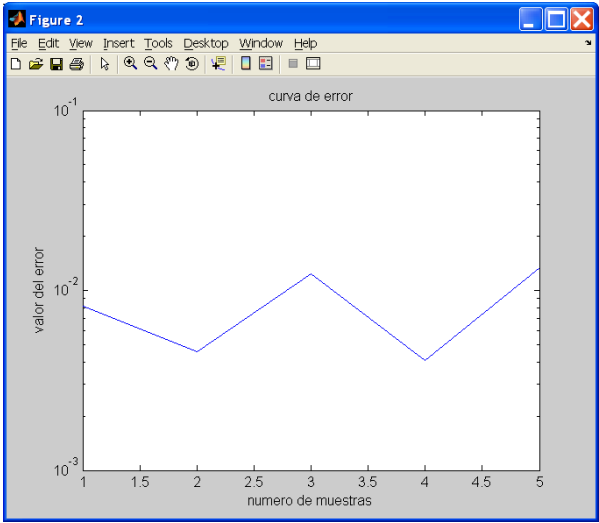 Figure 2
File Edit View Insert Tools Desktop Window Help
curva de error
10-1
10-2
10-3
valor del error
1 1.5 2 2.5 3 3.5 4 4.5 5
numero de muestras